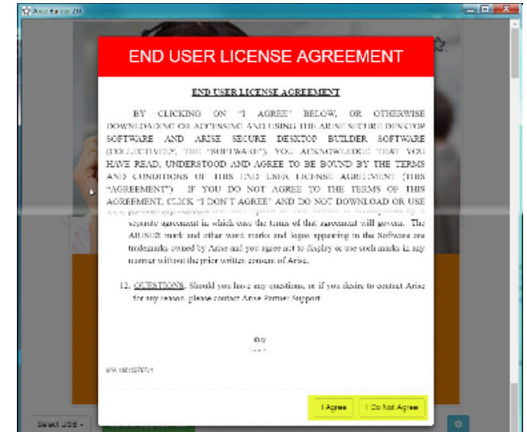 Arise Raiser 2.0
END USER LICENSE AGREEMENT
END USER LICENSE AGREEMENT
BY CLICKING ON “I AGREE” BELOW, OR OTHERWISE
DOWNLOADING OR ACCESSING AND USING THE ARISE SECURE DESKTOP
SOFTWARE AND ARISE SECURE DESKTOP BUILDER SOFTWARE
(COLLECTIVELY, THE “SOFTWARE”), YOU ACKNOWLEDGE THAT YOU
HAVE READ, UNDERSTOOD AND AGREE TO BE BOUND BY THE TERMS
AND CONDITIONS OF THIS END USER LICENSE AGREEMENT (THIS
“AGREEMENT”). IF YOU DO NOT AGREE TO THE TERMS OF THIS
AGREEMENT, CLICK “I DON'T AGREE” AND DO NOT DOWNLOAD OR USE
separate agreement in which case the terms of that agreement will govern. The
ARISE® mark and other word marks and logos appearing in the Software are
trademarks owned by Arise and you agree not to display or use such marks in any
manner without the prior written consent of Arise.
12. QUESTIONS. Should you have any questions, or if you desire to contact Arise
for any reason, please contact Arise Partner Support
I Agree
I Do Not Agree
Select USB